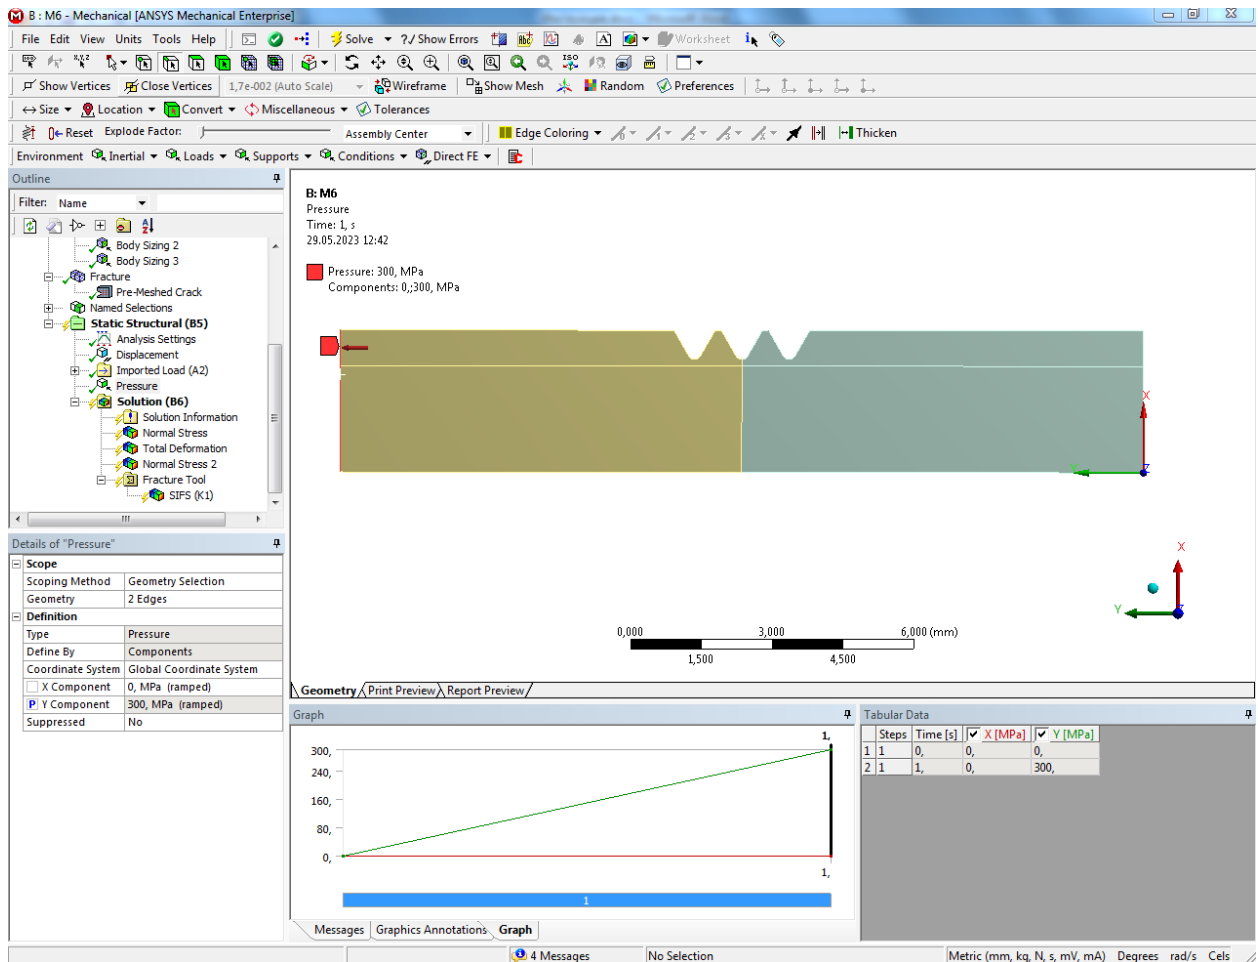 B : M6 - Mechanical [ANSYS Mechanical Enterprise]
File Edit View Units Tools Help Solve ?✓ Show Errors Worksheet
Show Vertices Close Vertices 1,7e-002 (Auto Scale) Wireframe Show Mesh Random Preferences
Size Location Convert Miscellaneous Tolerances
Reset Explode Factor: Assembly Center Edge Coloring Thicken
Environment Inertial Loads Supports Conditions Direct FE
Outline
Filter: Name
Body Sizing 2
Body Sizing 3
Fracture
Pre-Meshed Crack
Named Selections
Static Structural (B5)
Analysis Settings
Displacement
Imported Load (A2)
Pressure
Solution (B6)
Solution Information
Normal Stress
Total Deformation
Normal Stress 2
Fracture Tool
SIFS (K1)
Details of "Pressure"
Scope
Scoping Method Geometry Selection
Geometry 2 Edges
Definition
Type Pressure
Define By Components
Coordinate System Global Coordinate System
X Component 0, MPa (ramped)
P Y Component 300, MPa (ramped)
Suppressed No
B: M6
Pressure
Time: 1, s
29.05.2023 12:42
Pressure: 300, MPa
Components: 0,;300, MPa
X
Y
Z
X
Y
Z
0,000 3,000 6,000 (mm)
1,500 4,500
Geometry Print Preview Report Preview
Graph
1,
300,
240,
160,
80,
0,
1,
1
Messages Graphics Annotations Graph
Tabular Data
Steps Time [s] X [MPa] Y [MPa]
1 1 0, 0, 0,
2 1 1, 0, 300,
4 Messages No Selection Metric (mm, kg, N, s, mV, mA) Degrees rad/s Cels